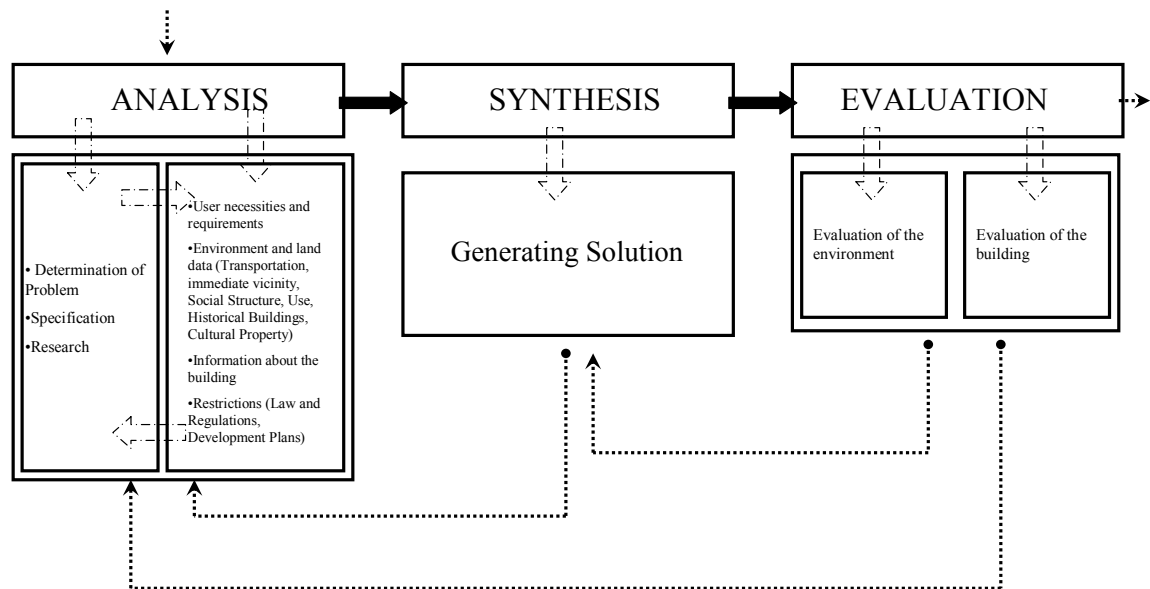 ANALYSIS
SYNTHESIS
EVALUATION
• Determination of
Problem
•Specification
•Research
•User necessities and
requirements
•Environment and land
data (Transportation,
immediate vicinity,
Social Structure, Use,
Historical Buildings,
Cultural Property)
•Information about the
building
•Restrictions (Law and
Regulations,
Development Plans)
Generating Solution
Evaluation of the
environment
Evaluation of the
building